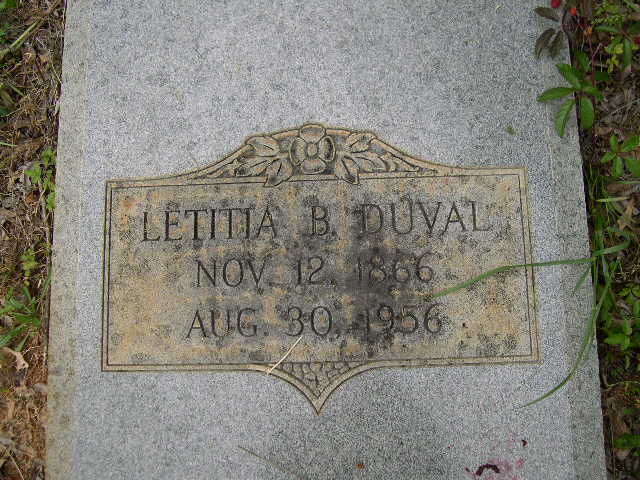 LETITIA B. DUVAL
NOV. 12, 1866
AUG. 30, 1956